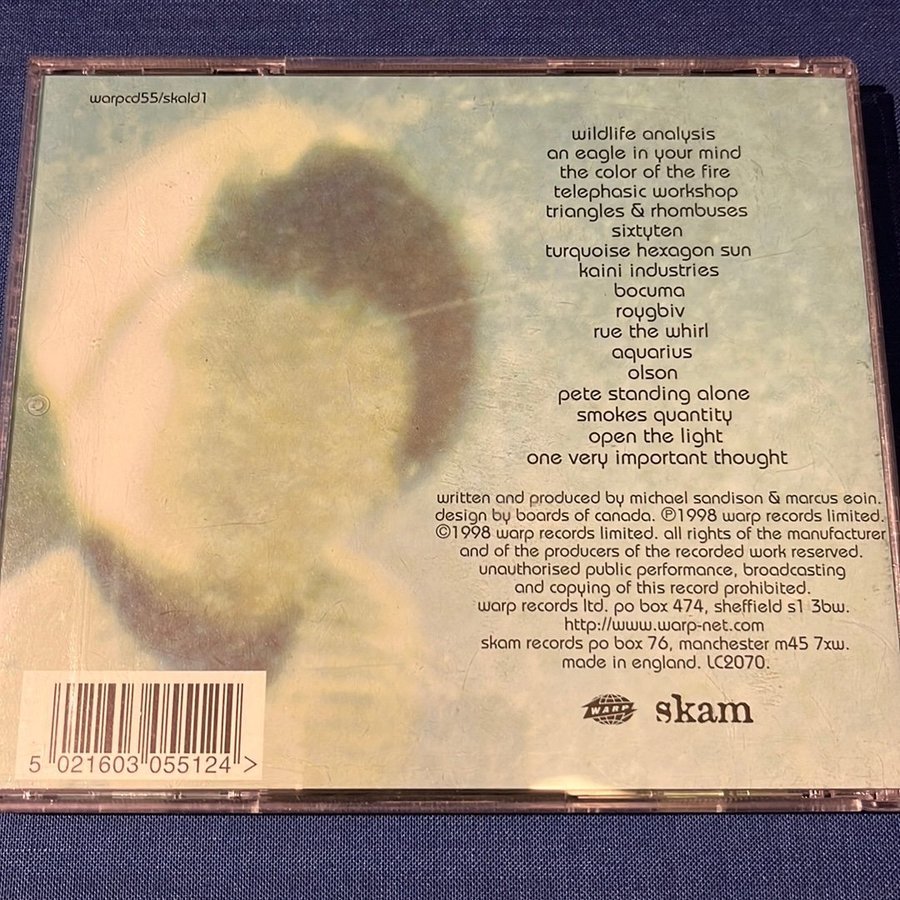 warpcd55/skald1
wildlife analysis
an eagle in your mind
the color of the fire
telephasic workshop
triangles & rhombuses
sixtyten
turquoise hexagon sun
kaini industries
bocuma
roygbiv
rue the whirl
aquarius
olson
pete standing alone
smokes quantity
open the light
one very important thought
written and produced by michael sandison & marcus eoin.
design by boards of canada. ℗1998 warp records limited.
©1998 warp records limited. all rights of the manufacturer
and of the producers of the recorded work reserved.
unauthorised public performance, broadcasting
and copying of this record prohibited.
warp records ltd. po box 474, sheffield s1 3bw.
http://www.warp-net.com
skam records po box 76, manchester m45 7xw.
made in england. LC2070.
WARP skam
5 021603 055124 >